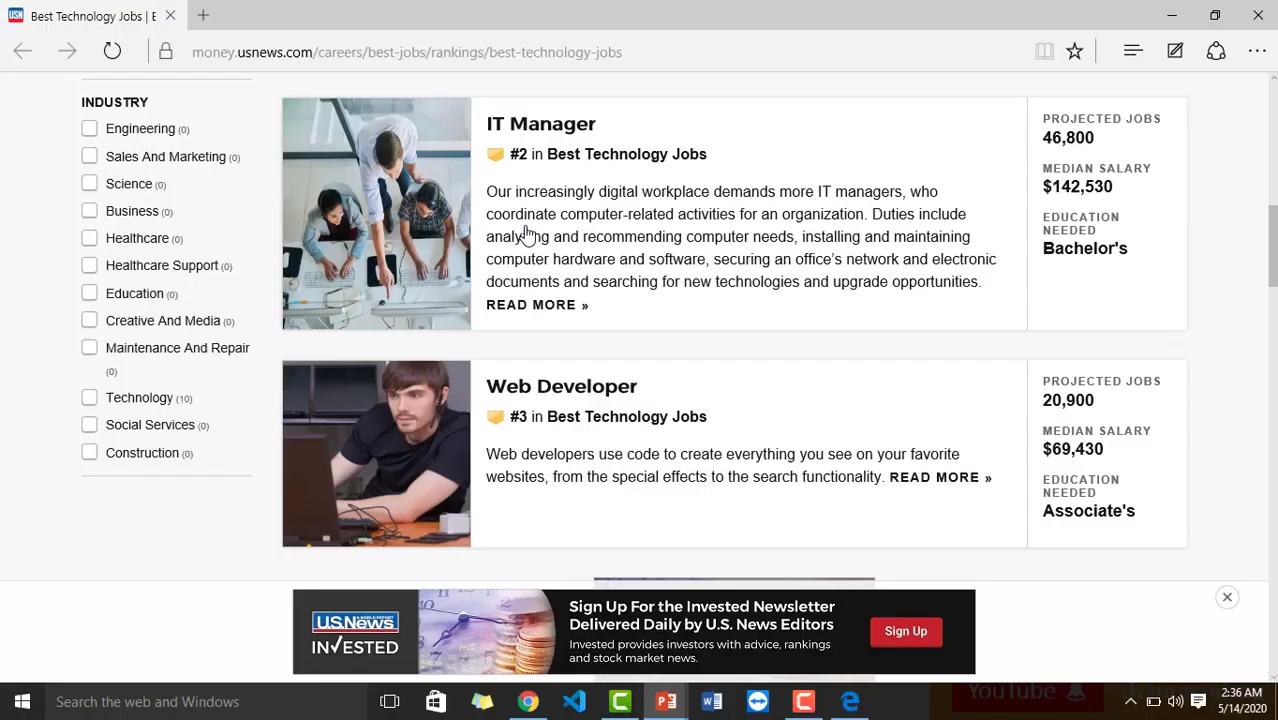 Best Technology Jobs | E
money.usnews.com/careers/best-jobs/rankings/best-technology-jobs
INDUSTRY
Engineering (0)
Sales And Marketing (0)
Science (0)
Business (0)
Healthcare (0)
Healthcare Support (0)
Education (0)
Creative And Media (0)
Maintenance And Repair
(0)
Technology (10)
Social Services (0)
Construction (0)
IT Manager
#2 in Best Technology Jobs
Our increasingly digital workplace demands more IT managers, who
coordinate computer-related activities for an organization. Duties include
analyzing and recommending computer needs, installing and maintaining
computer hardware and software, securing an office's network and electronic
documents and searching for new technologies and upgrade opportunities.
READ MORE »
PROJECTED JOBS
46,800
MEDIAN SALARY
$142,530
EDUCATION
NEEDED
Bachelor's
Web Developer
#3 in Best Technology Jobs
Web developers use code to create everything you see on your favorite
websites, from the special effects to the search functionality. READ MORE »
PROJECTED JOBS
20,900
MEDIAN SALARY
$69,430
EDUCATION
NEEDED
Associate's
U.S.News
INVESTED
Sign Up For the Invested Newsletter
Delivered Daily by U.S. News Editors
Invested provides investors with advice, rankings
and stock market news.
Sign Up
Search the web and Windows
YouTube
2:36 AM
5/14/2020